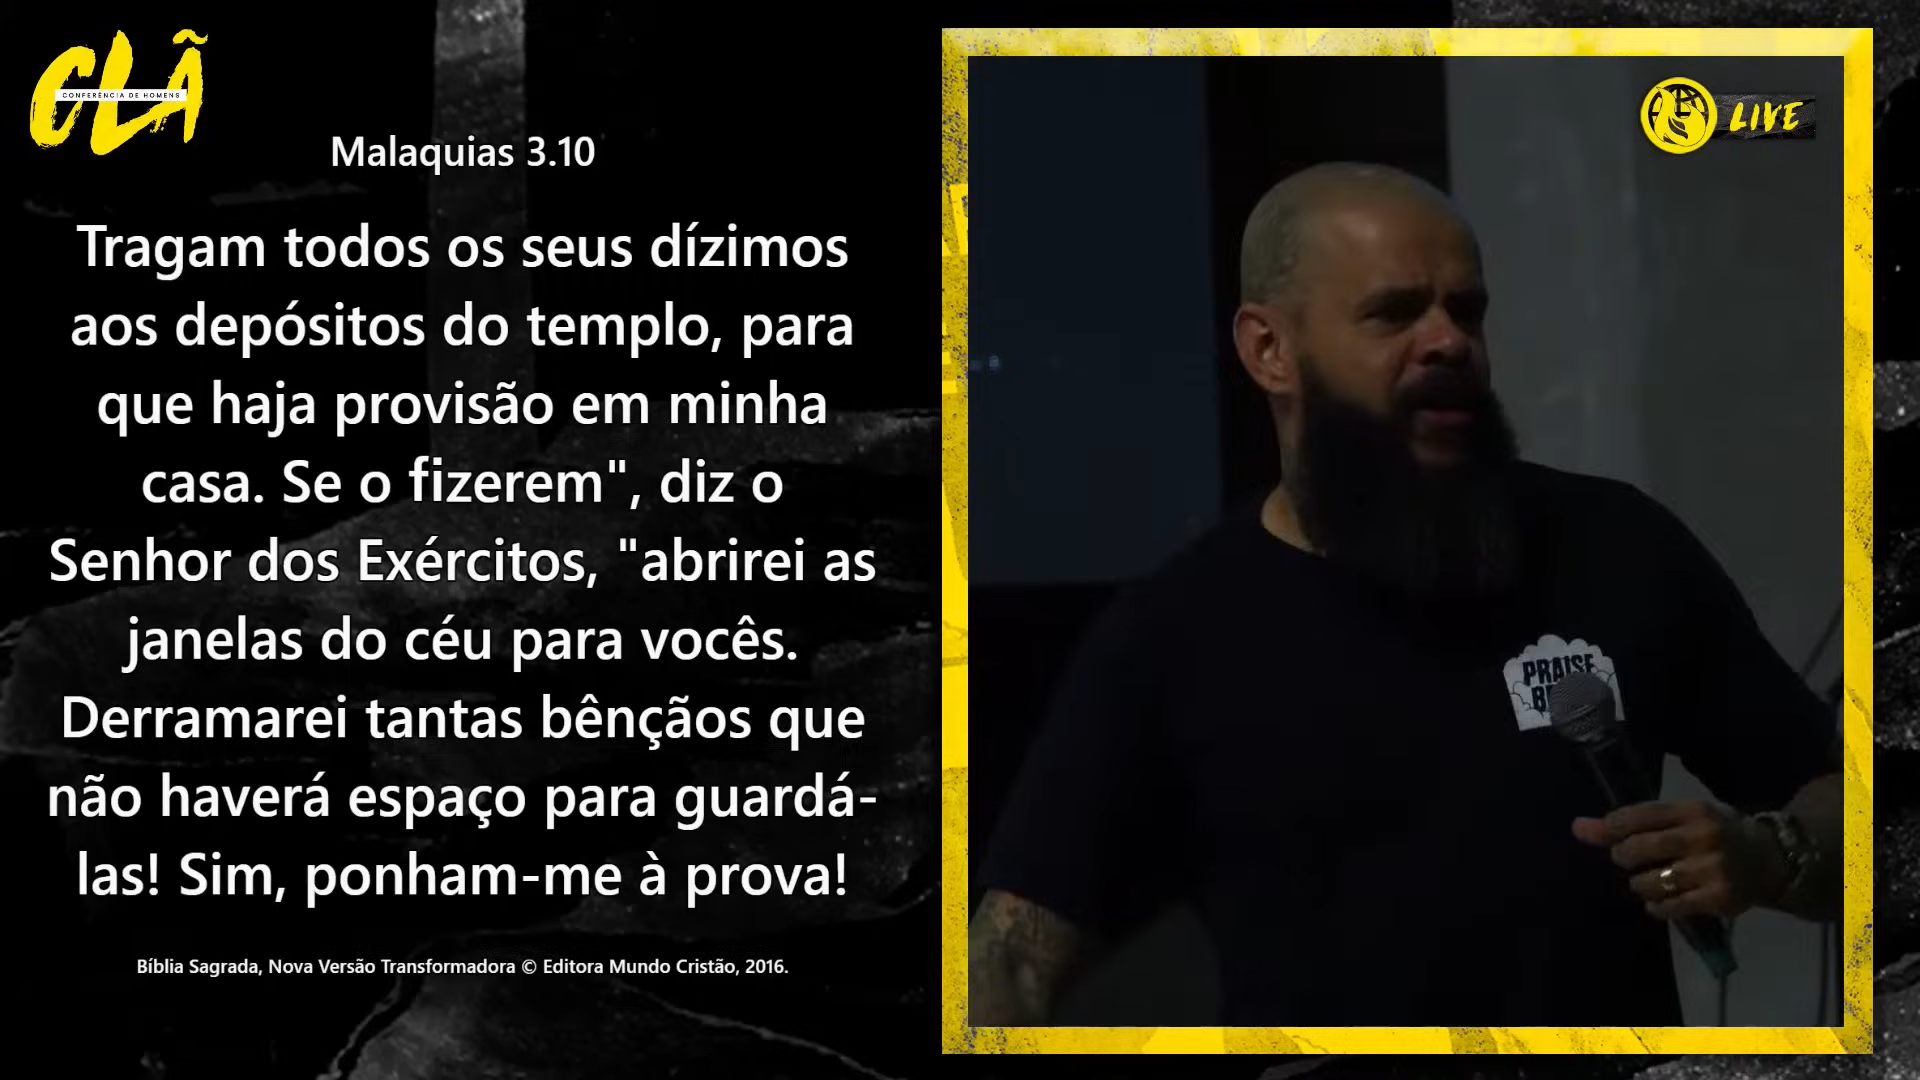 CLÃ
CONFERÊNCIA DE HOMENS
Malaquias 3.10
Tragam todos os seus dízimos
aos depósitos do templo, para
que haja provisão em minha
casa. Se o fizerem", diz o
Senhor dos Exércitos, "abrirei as
janelas do céu para vocês.
Derramarei tantas bênçãos que
não haverá espaço para guardá-
las! Sim, ponham-me à prova!
Bíblia Sagrada, Nova Versão Transformadora © Editora Mundo Cristão, 2016.
LIVE
PRAISE